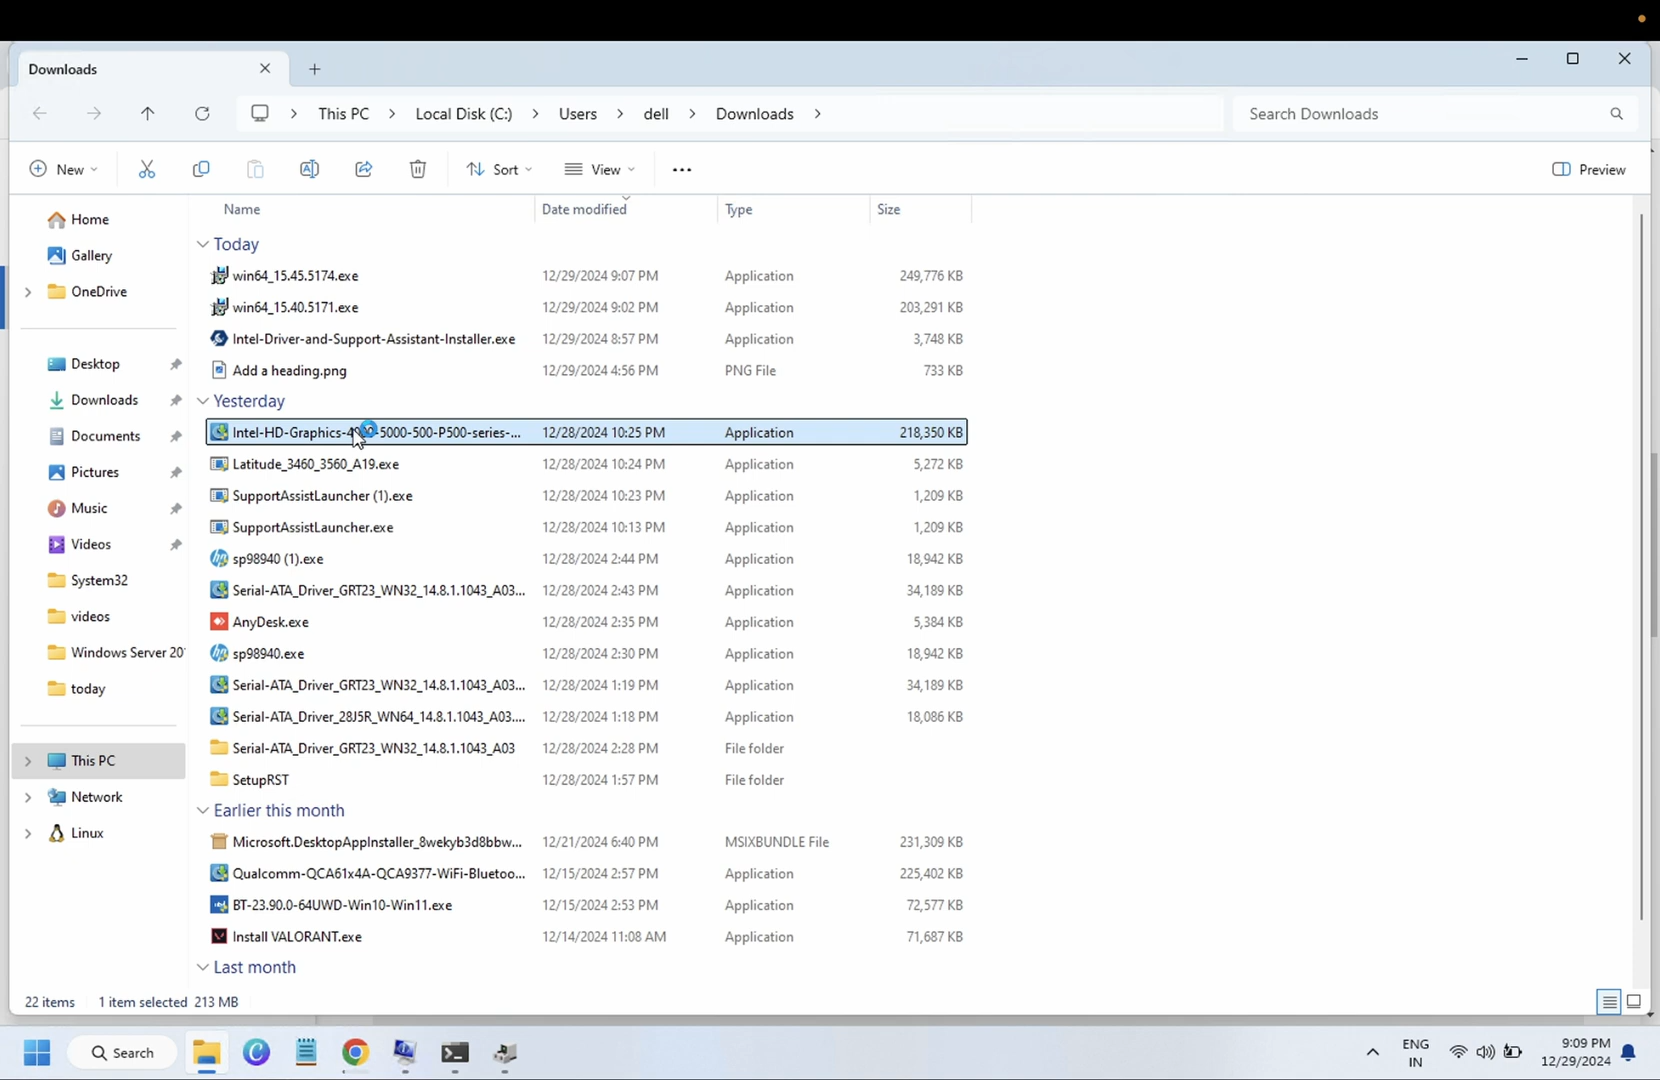 Downloads
This PC
Local Disk (C:)
Users
dell
Downloads
Search Downloads
New
Sort
View
Preview
Name
Date modified
Type
Size
Home
Gallery
OneDrive
Desktop
Downloads
Documents
Pictures
Music
Videos
System32
videos
Windows Server 20
today
This PC
Network
Linux
Today
win64_15.45.5174.exe 12/29/2024 9:07 PM Application 249,776 KB
win64_15.40.5171.exe 12/29/2024 9:02 PM Application 203,291 KB
Intel-Driver-and-Support-Assistant-Installer.exe 12/29/2024 8:57 PM Application 3,748 KB
Add a heading.png 12/29/2024 4:56 PM PNG File 733 KB
Yesterday
Intel-HD-Graphics-4 -5000-500-P500-series-... 12/28/2024 10:25 PM Application 218,350 KB
Latitude_3460_3560_A19.exe 12/28/2024 10:24 PM Application 5,272 KB
SupportAssistLauncher (1).exe 12/28/2024 10:23 PM Application 1,209 KB
SupportAssistLauncher.exe 12/28/2024 10:13 PM Application 1,209 KB
sp98940 (1).exe 12/28/2024 2:44 PM Application 18,942 KB
Serial-ATA_Driver_GRT23_WN32_14.8.1.1043_A03... 12/28/2024 2:43 PM Application 34,189 KB
AnyDesk.exe 12/28/2024 2:35 PM Application 5,384 KB
sp98940.exe 12/28/2024 2:30 PM Application 18,942 KB
Serial-ATA_Driver_GRT23_WN32_14.8.1.1043_A03... 12/28/2024 1:19 PM Application 34,189 KB
Serial-ATA_Driver_28J5R_WN64_14.8.1.1043_A03.... 12/28/2024 1:18 PM Application 18,086 KB
Serial-ATA_Driver_GRT23_WN32_14.8.1.1043_A03 12/28/2024 2:28 PM File folder
SetupRST 12/28/2024 1:57 PM File folder
Earlier this month
Microsoft.DesktopAppInstaller_8wekyb3d8bbw... 12/21/2024 6:40 PM MSIXBUNDLE File 231,309 KB
Qualcomm-QCA61x4A-QCA9377-WiFi-Bluetoo... 12/15/2024 2:57 PM Application 225,402 KB
BT-23.90.0-64UWD-Win10-Win11.exe 12/15/2024 2:53 PM Application 72,577 KB
Install VALORANT.exe 12/14/2024 11:08 AM Application 71,687 KB
Last month
22 items 1 item selected 213 MB
Search
ENG
IN
9:09 PM
12/29/2024